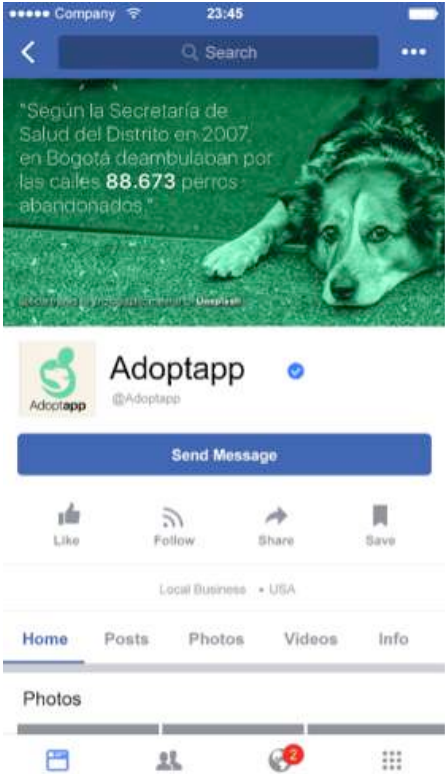 Company 23:45
Search
"Según la Secretaría de
Salud del Distrito en 2007,
en Bogotá deambulaban por
las calles 88.673 perros
abandonados."
Unsplash
Adoptapp
Adoptapp
@Adoptapp
Send Message
Like Follow Share Save
Local Business • USA
Home Posts Photos Videos Info
Photos
2